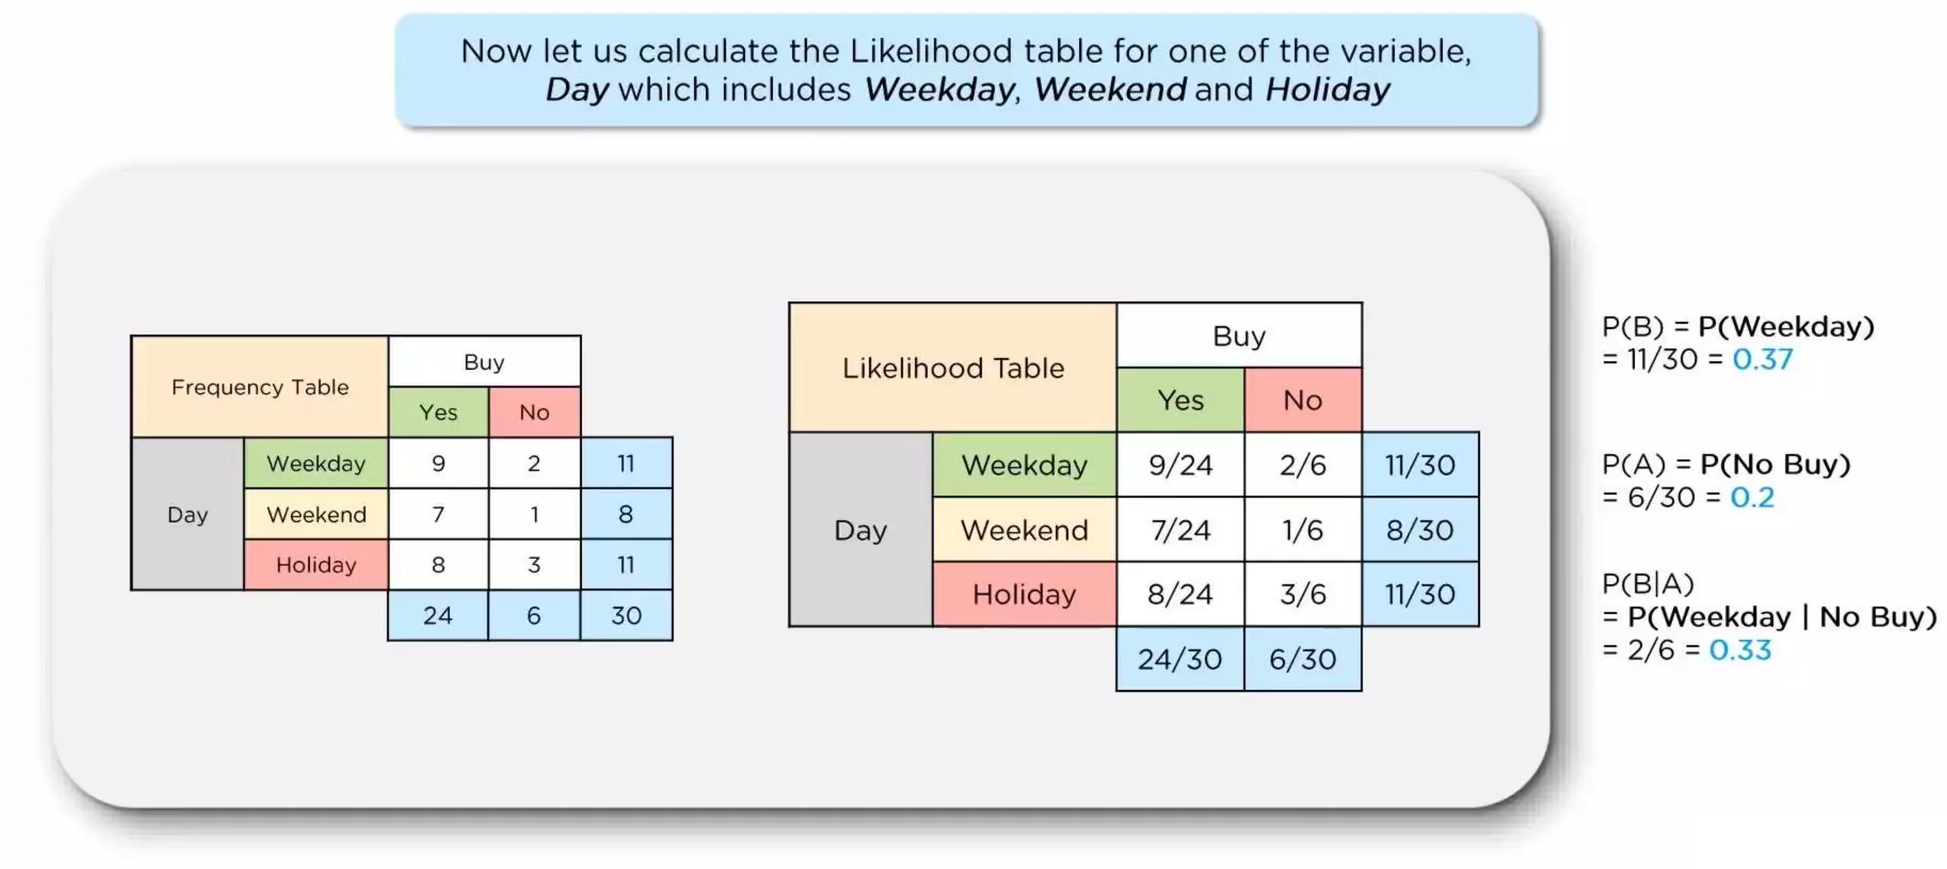 Now let us calculate the Likelihood table for one of the variable,
Day which includes Weekday, Weekend and Holiday
Frequency Table
Buy
Yes No
Day
Weekday 9 2 11
Weekend 7 1 8
Holiday 8 3 11
24 6 30
Likelihood Table
Buy
Yes No
Day
Weekday 9/24 2/6 11/30
Weekend 7/24 1/6 8/30
Holiday 8/24 3/6 11/30
24/30 6/30
P(B) = P(Weekday)
= 11/30 = 0.37
P(A) = P(No Buy)
= 6/30 = 0.2
P(B|A)
= P(Weekday | No Buy)
= 2/6 = 0.33